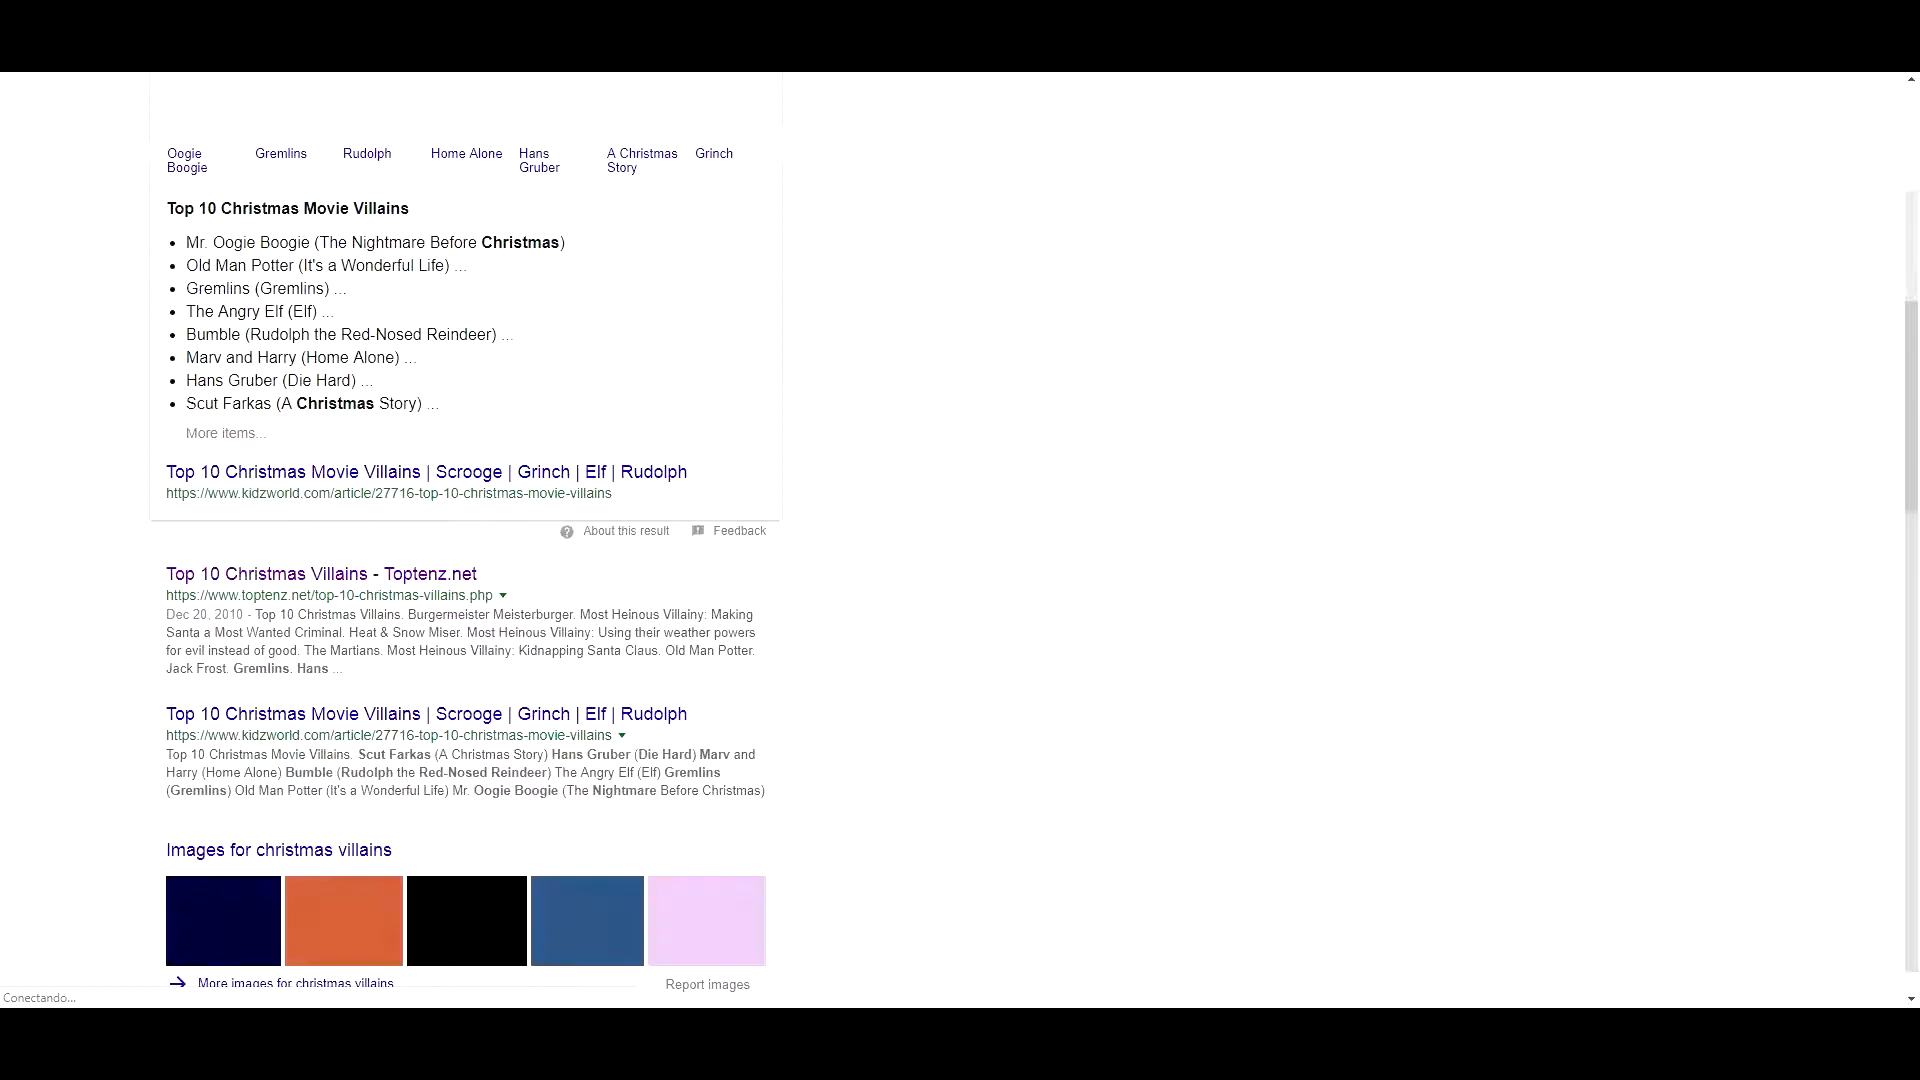 Oogie Boogie
Gremlins
Rudolph
Home Alone
Hans Gruber
A Christmas Story
Grinch
Top 10 Christmas Movie Villains
Mr. Oogie Boogie (The Nightmare Before Christmas)
Old Man Potter (It's a Wonderful Life) ...
Gremlins (Gremlins) ...
The Angry Elf (Elf) ...
Bumble (Rudolph the Red-Nosed Reindeer) ...
Marv and Harry (Home Alone) ...
Hans Gruber (Die Hard) ...
Scut Farkas (A Christmas Story) ...
More items...
Top 10 Christmas Movie Villains | Scrooge | Grinch | Elf | Rudolph
https://www.kidzworld.com/article/27716-top-10-christmas-movie-villains
About this result Feedback
Top 10 Christmas Villains - Toptenz.net
https://www.toptenz.net/top-10-christmas-villains.php
Dec 20, 2010 - Top 10 Christmas Villains. Burgermeister Meisterburger. Most Heinous Villainy: Making
Santa a Most Wanted Criminal. Heat & Snow Miser. Most Heinous Villainy: Using their weather powers
for evil instead of good. The Martians. Most Heinous Villainy: Kidnapping Santa Claus. Old Man Potter.
Jack Frost. Gremlins. Hans ...
Top 10 Christmas Movie Villains | Scrooge | Grinch | Elf | Rudolph
https://www.kidzworld.com/article/27716-top-10-christmas-movie-villains
Top 10 Christmas Movie Villains. Scut Farkas (A Christmas Story) Hans Gruber (Die Hard) Marv and
Harry (Home Alone) Bumble (Rudolph the Red-Nosed Reindeer) The Angry Elf (Elf) Gremlins
(Gremlins) Old Man Potter (It's a Wonderful Life) Mr. Oogie Boogie (The Nightmare Before Christmas)
Images for christmas villains
More images for christmas villains
Report images
Conectando...